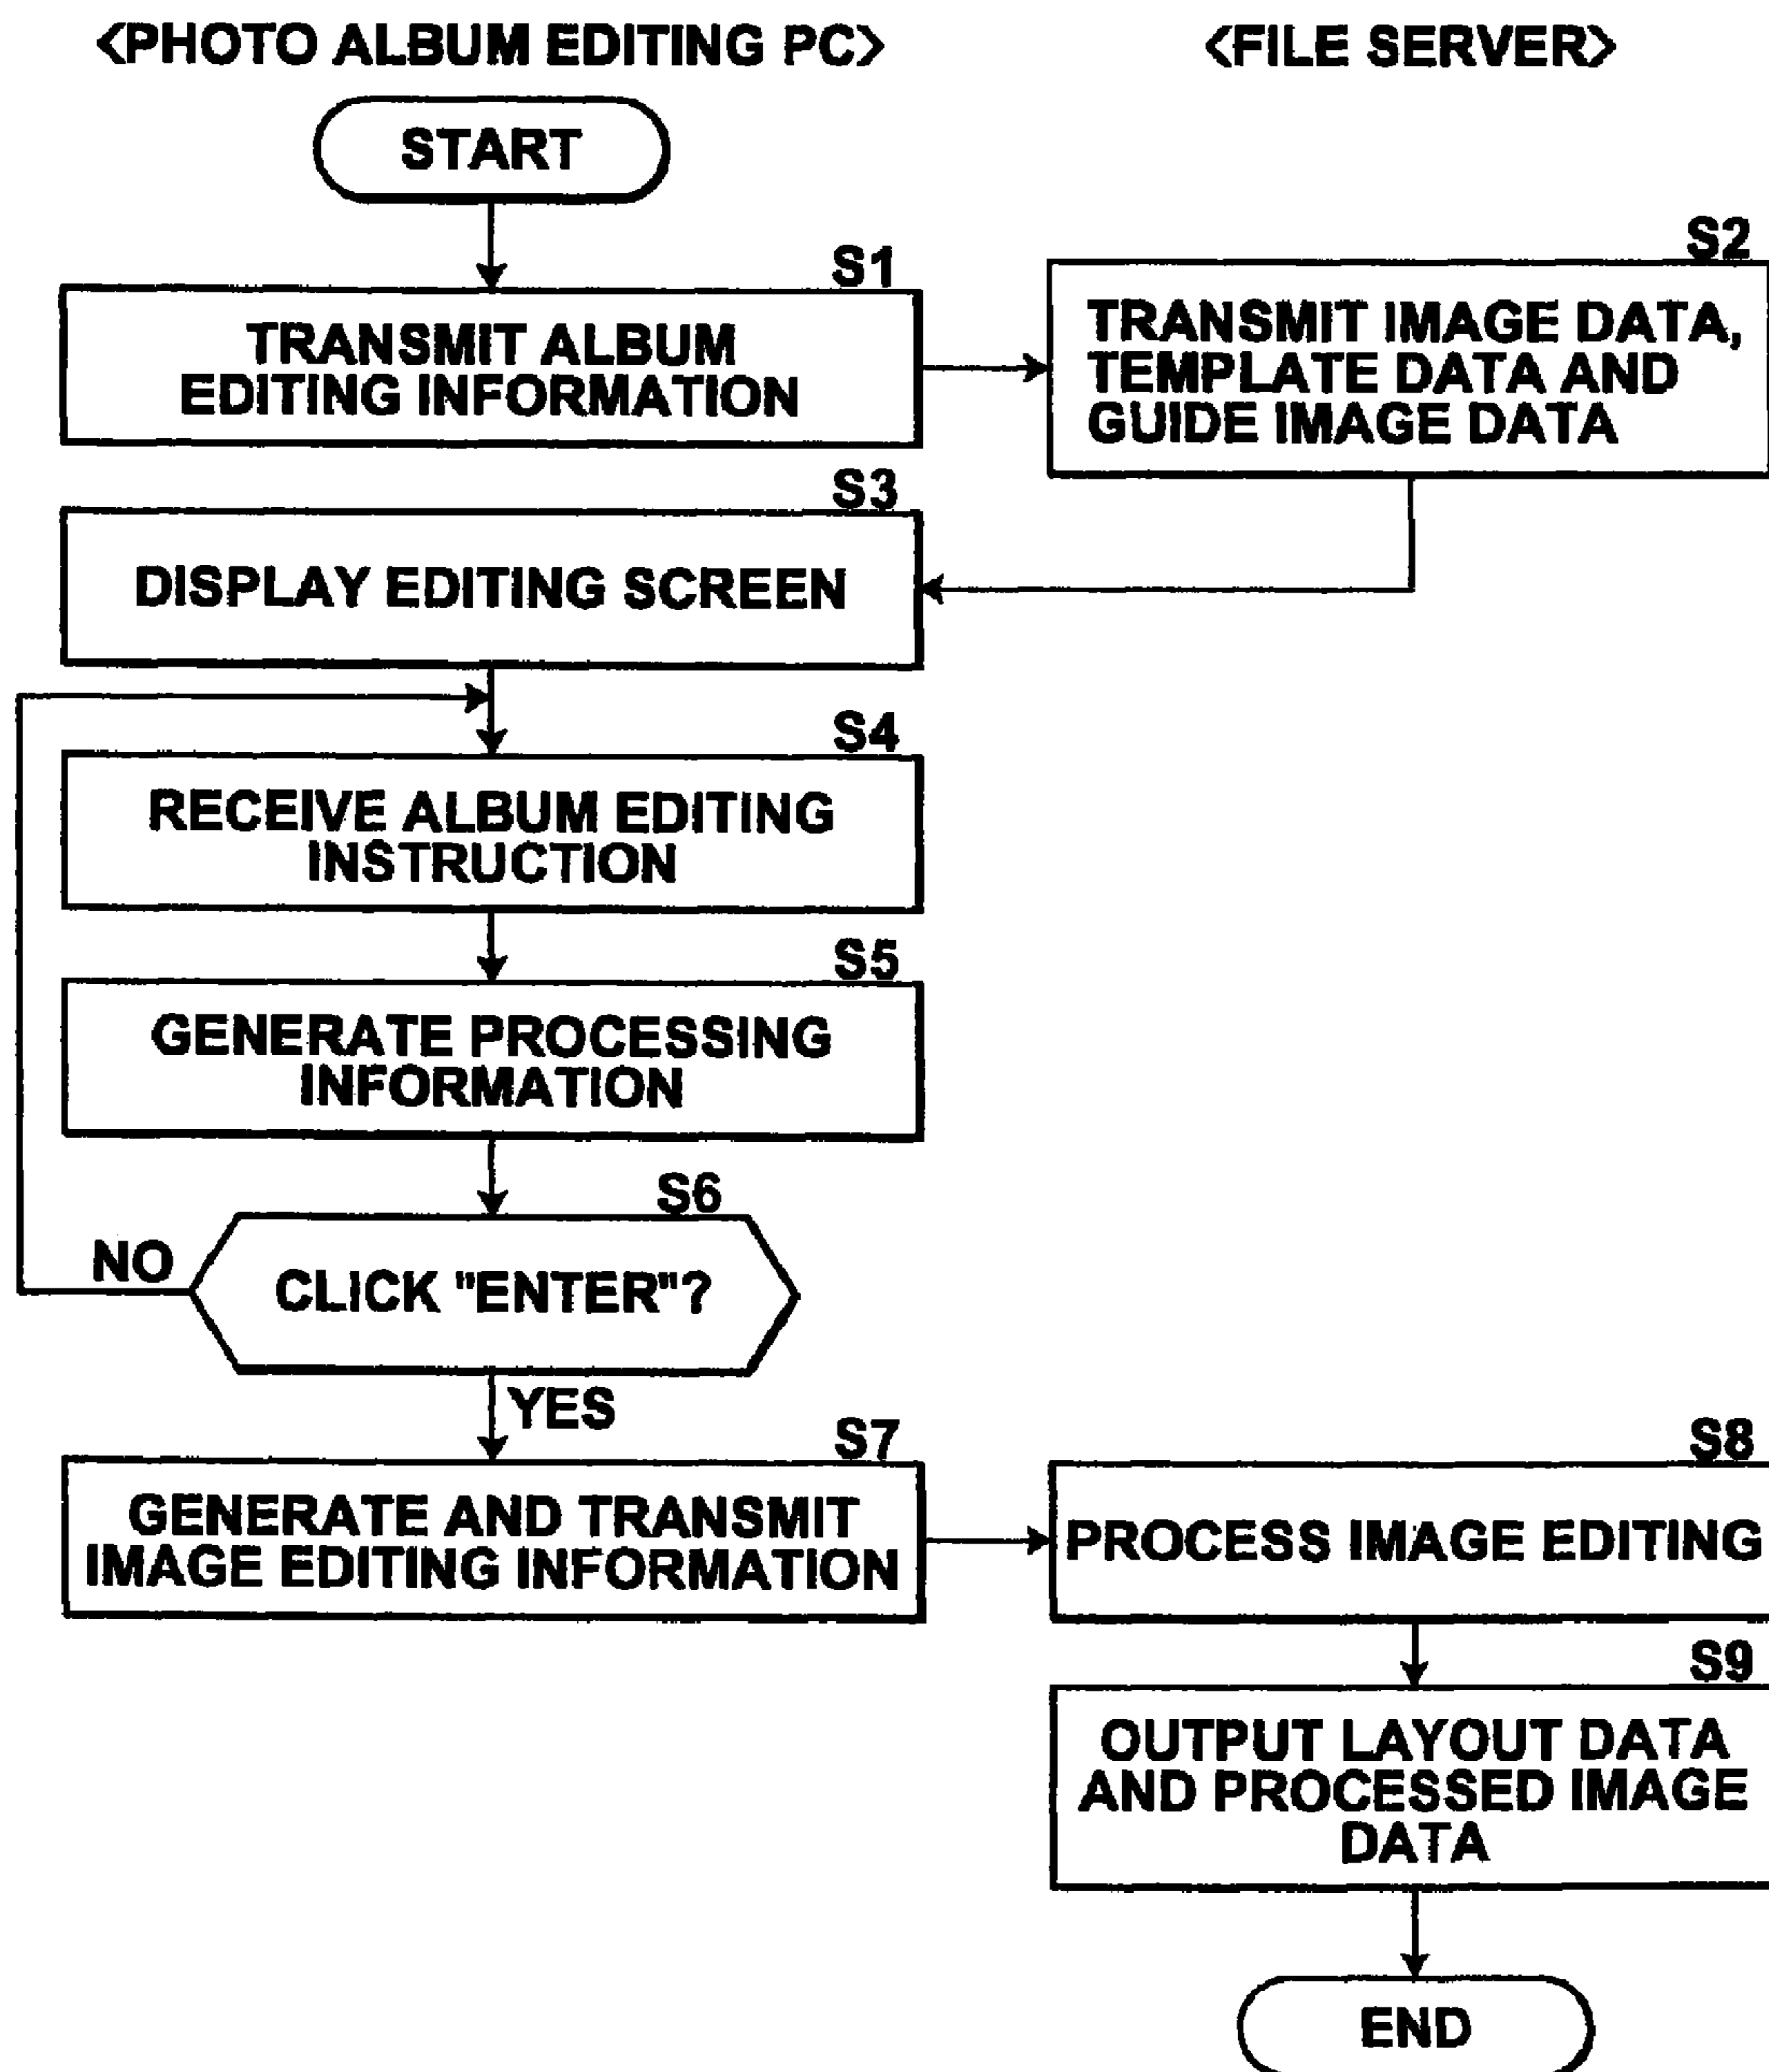 <PHOTO ALBUM EDITING PC>
<FILE SERVER>
START
S1
TRANSMIT ALBUM
EDITING INFORMATION
S2
TRANSMIT IMAGE DATA,
TEMPLATE DATA AND
GUIDE IMAGE DATA
S3
DISPLAY EDITING SCREEN
S4
RECEIVE ALBUM EDITING
INSTRUCTION
S5
GENERATE PROCESSING
INFORMATION
S6
CLICK "ENTER"?
NO
YES
S7
GENERATE AND TRANSMIT
IMAGE EDITING INFORMATION
S8
PROCESS IMAGE EDITING
S9
OUTPUT LAYOUT DATA
AND PROCESSED IMAGE
DATA
END